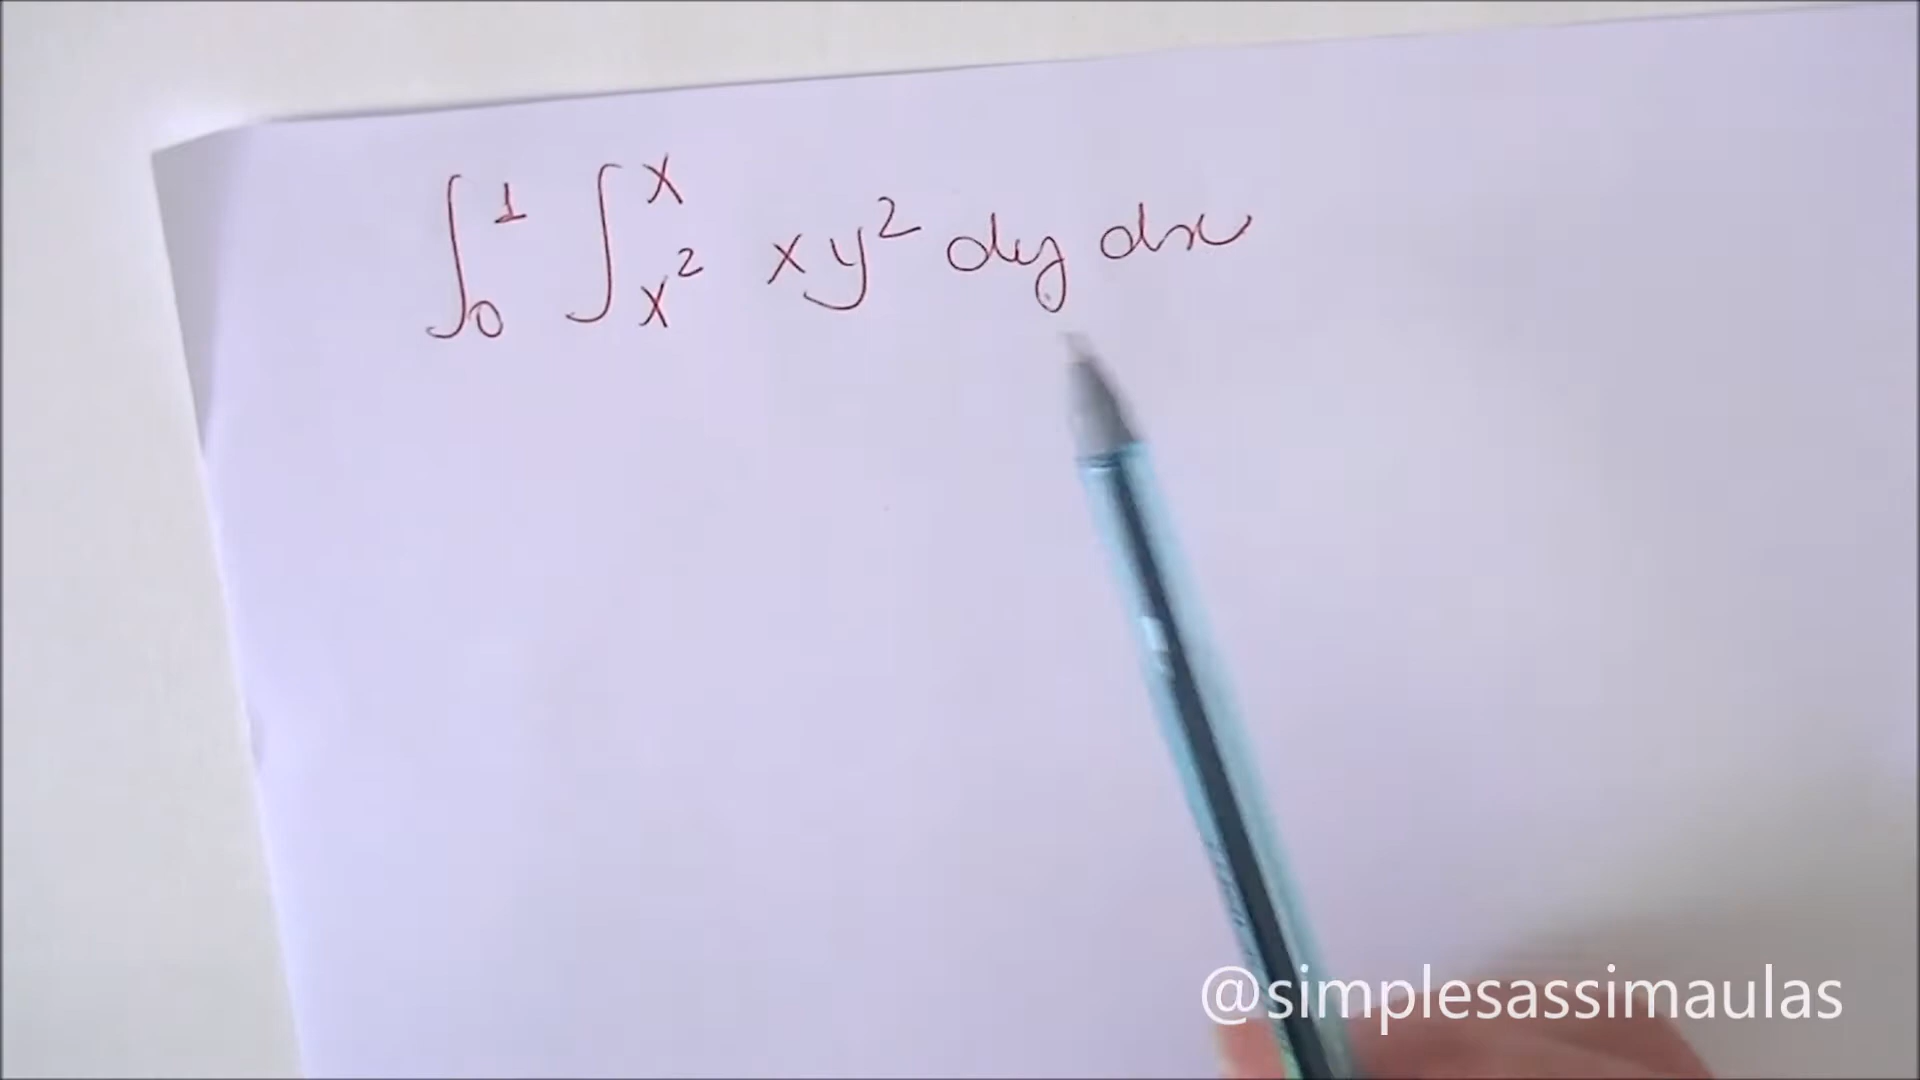 ∫₀¹ ∫ₓ²ˣ xy² dy dx
@simplesassimaulas